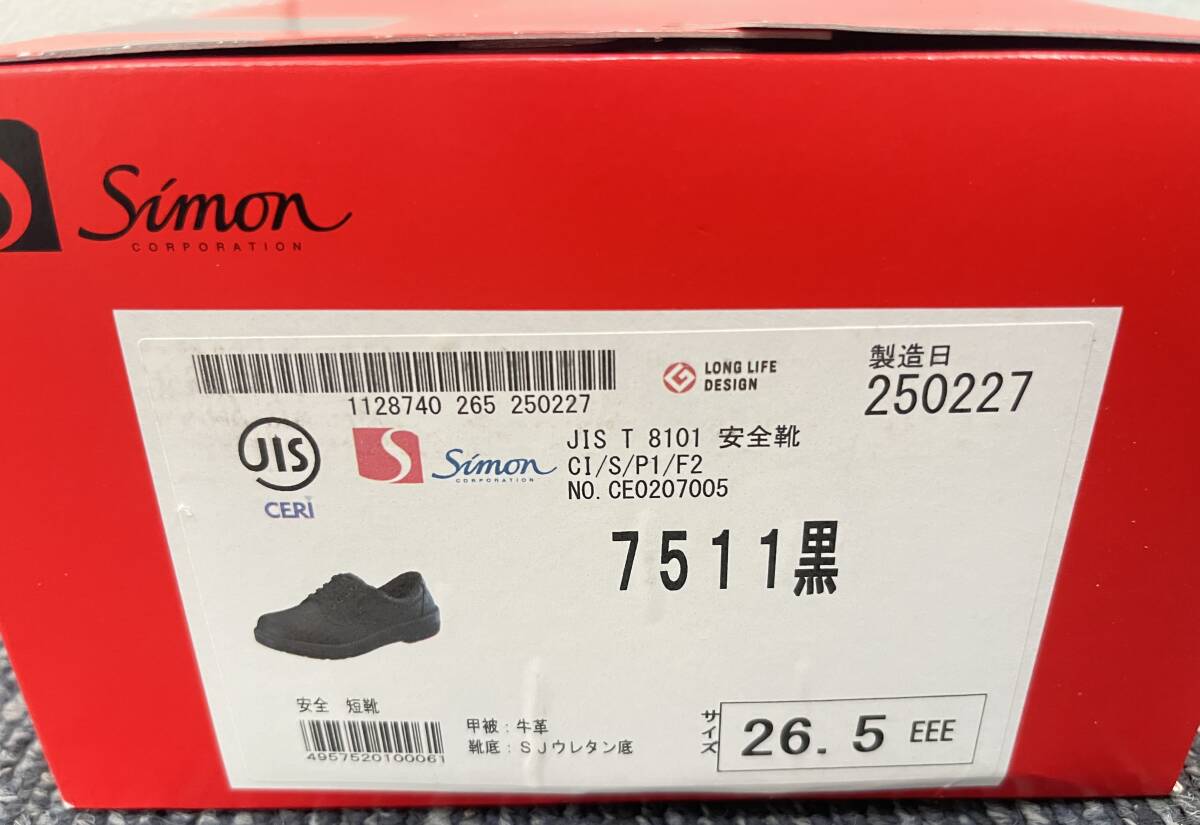 Simon
CORPORATION
1128740 265 250227
LONG LIFE
DESIGN
製造日
250227
JIS
CERI
Simon
CORPORATION
JIS T 8101 安全靴
CI/S/P1/F2
NO. CE0207005
7511黒
安全 短靴
4957520100061
甲被：牛革
靴底：SJウレタン底
サイズ
26.5 EEE